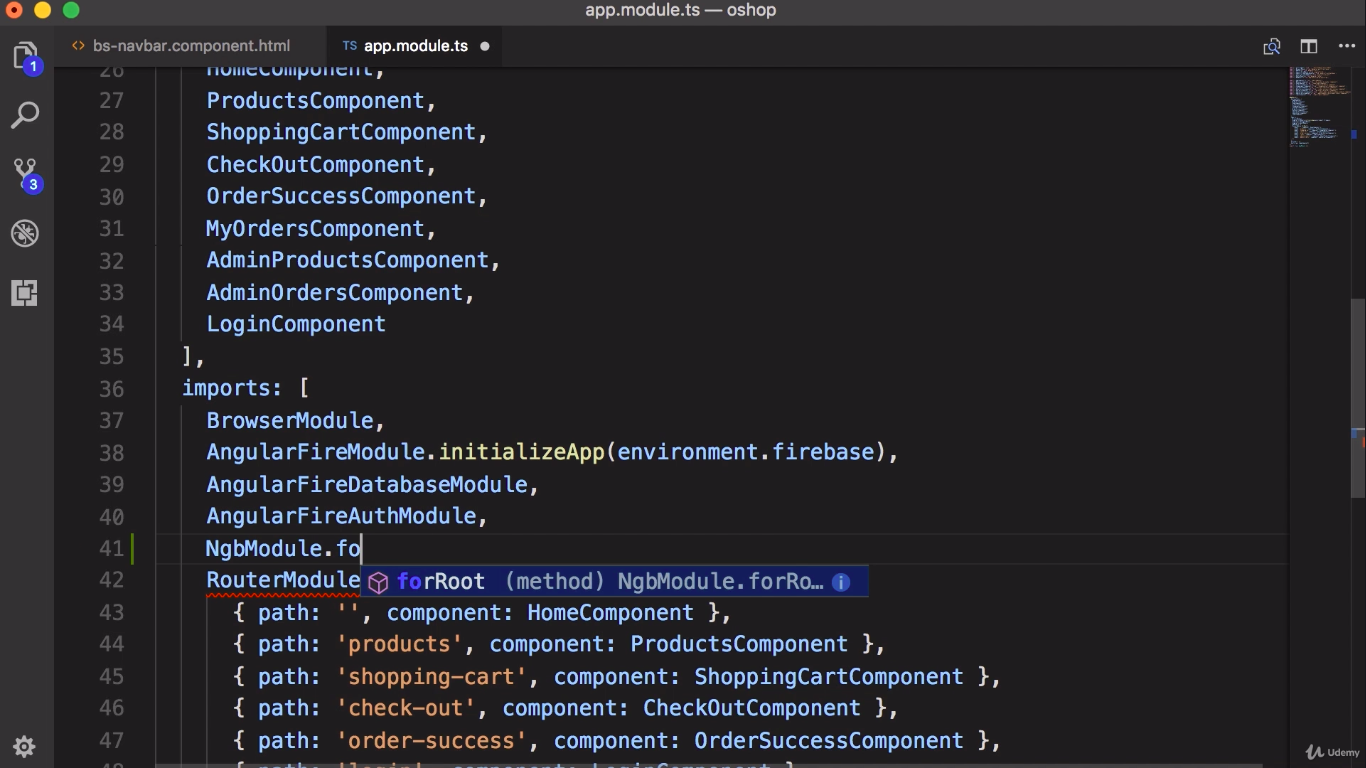 app.module.ts — oshop
<> bs-navbar.component.html
TS app.module.ts
1
3
26 HomeComponent,
27 ProductsComponent,
28 ShoppingCartComponent,
29 CheckOutComponent,
30 OrderSuccessComponent,
31 MyOrdersComponent,
32 AdminProductsComponent,
33 AdminOrdersComponent,
34 LoginComponent
35 ],
36 imports: [
37 BrowserModule,
38 AngularFireModule.initializeApp(environment.firebase),
39 AngularFireDatabaseModule,
40 AngularFireAuthModule,
41 NgbModule.fo
42 RouterModule
forRoot (method) NgbModule.forRo…
43 { path: '', component: HomeComponent },
44 { path: 'products', component: ProductsComponent },
45 { path: 'shopping-cart', component: ShoppingCartComponent },
46 { path: 'check-out', component: CheckOutComponent },
47 { path: 'order-success', component: OrderSuccessComponent },
48 { path: 'login', component: LoginComponent }
Udemy